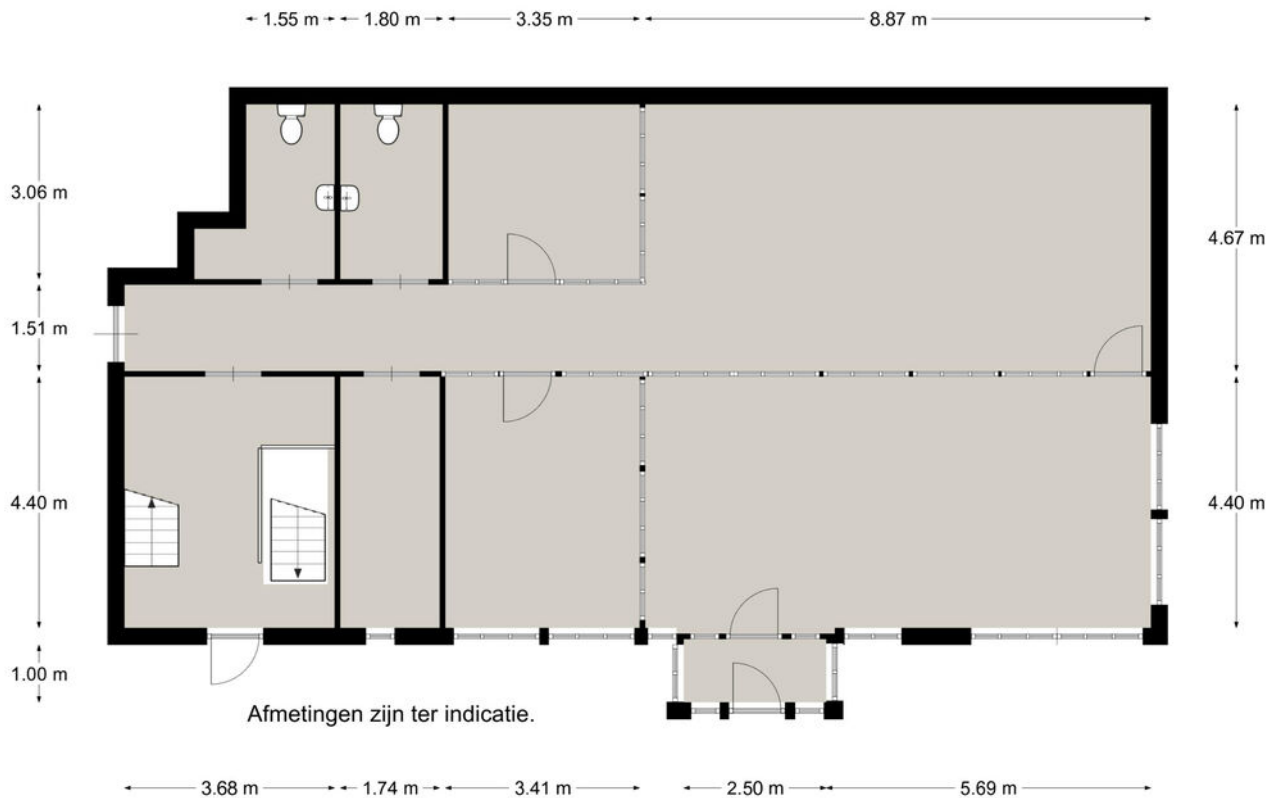 1.55 m 1.80 m 3.35 m 8.87 m
3.06 m
4.67 m
1.51 m
4.40 m 4.40 m
1.00 m
Afmetingen zijn ter indicatie.
3.68 m 1.74 m 3.41 m 2.50 m 5.69 m